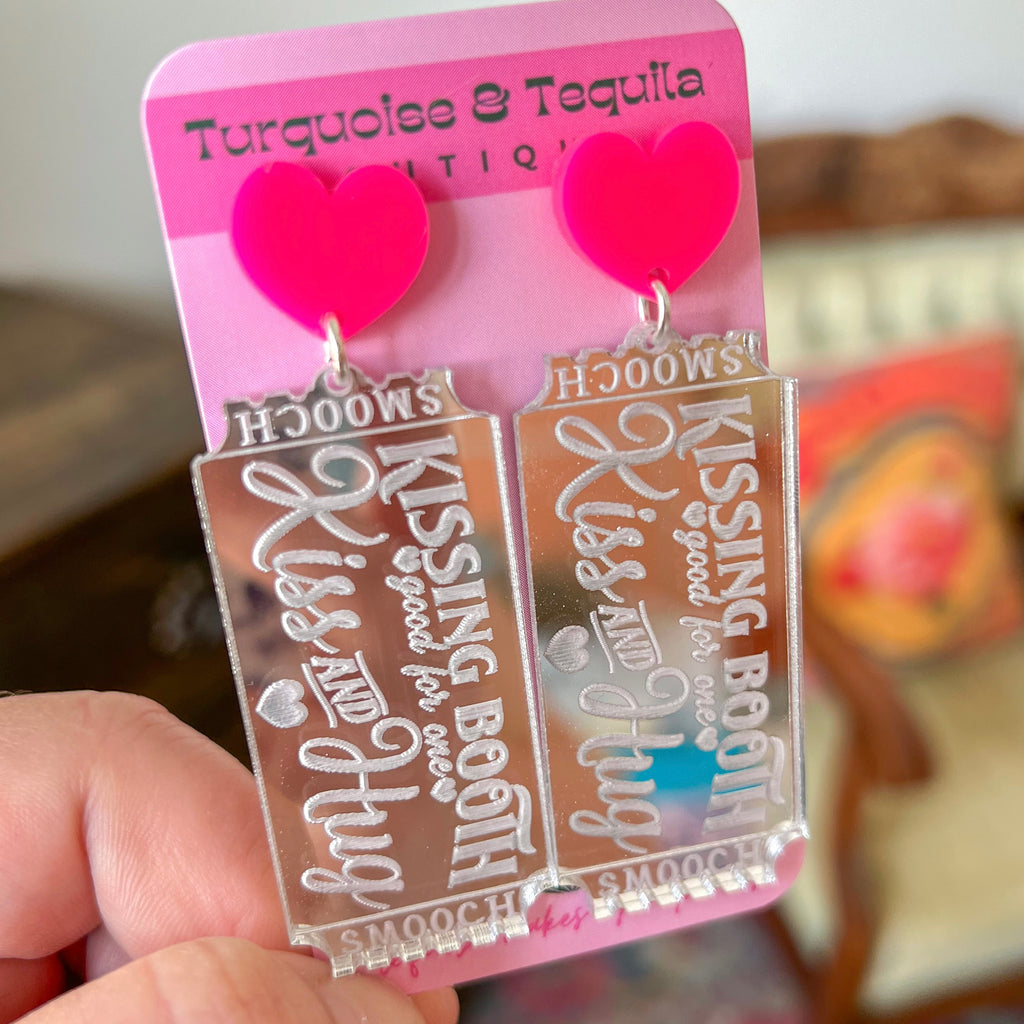 Turquoise & Tequila
SMOOCH
KISSING BOOTH
good for one
Kiss AND Hug
SMOOCH
SMOOCH
KISSING BOOTH
good for one
Kiss AND Hug
SMOOCH